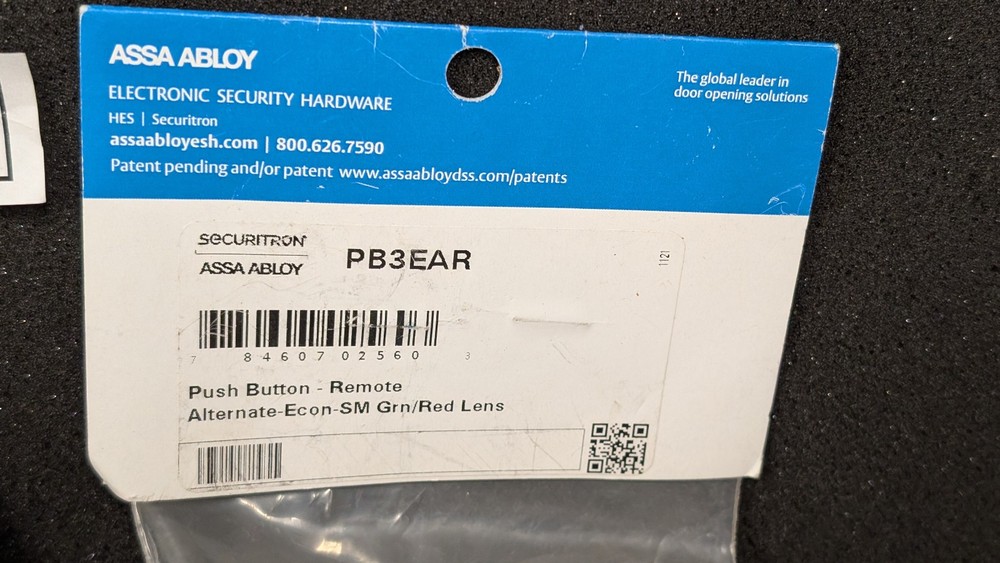 ASSA ABLOY
The global leader in
door opening solutions
ELECTRONIC SECURITY HARDWARE
HES | Securitron
assaabloyesh.com | 800.626.7590
Patent pending and/or patent www.assaabloydss.com/patents
SECURITRON
ASSA ABLOY
PB3EAR
1121
7 84607 02560 3
Push Button - Remote
Alternate-Econ-SM Grn/Red Lens